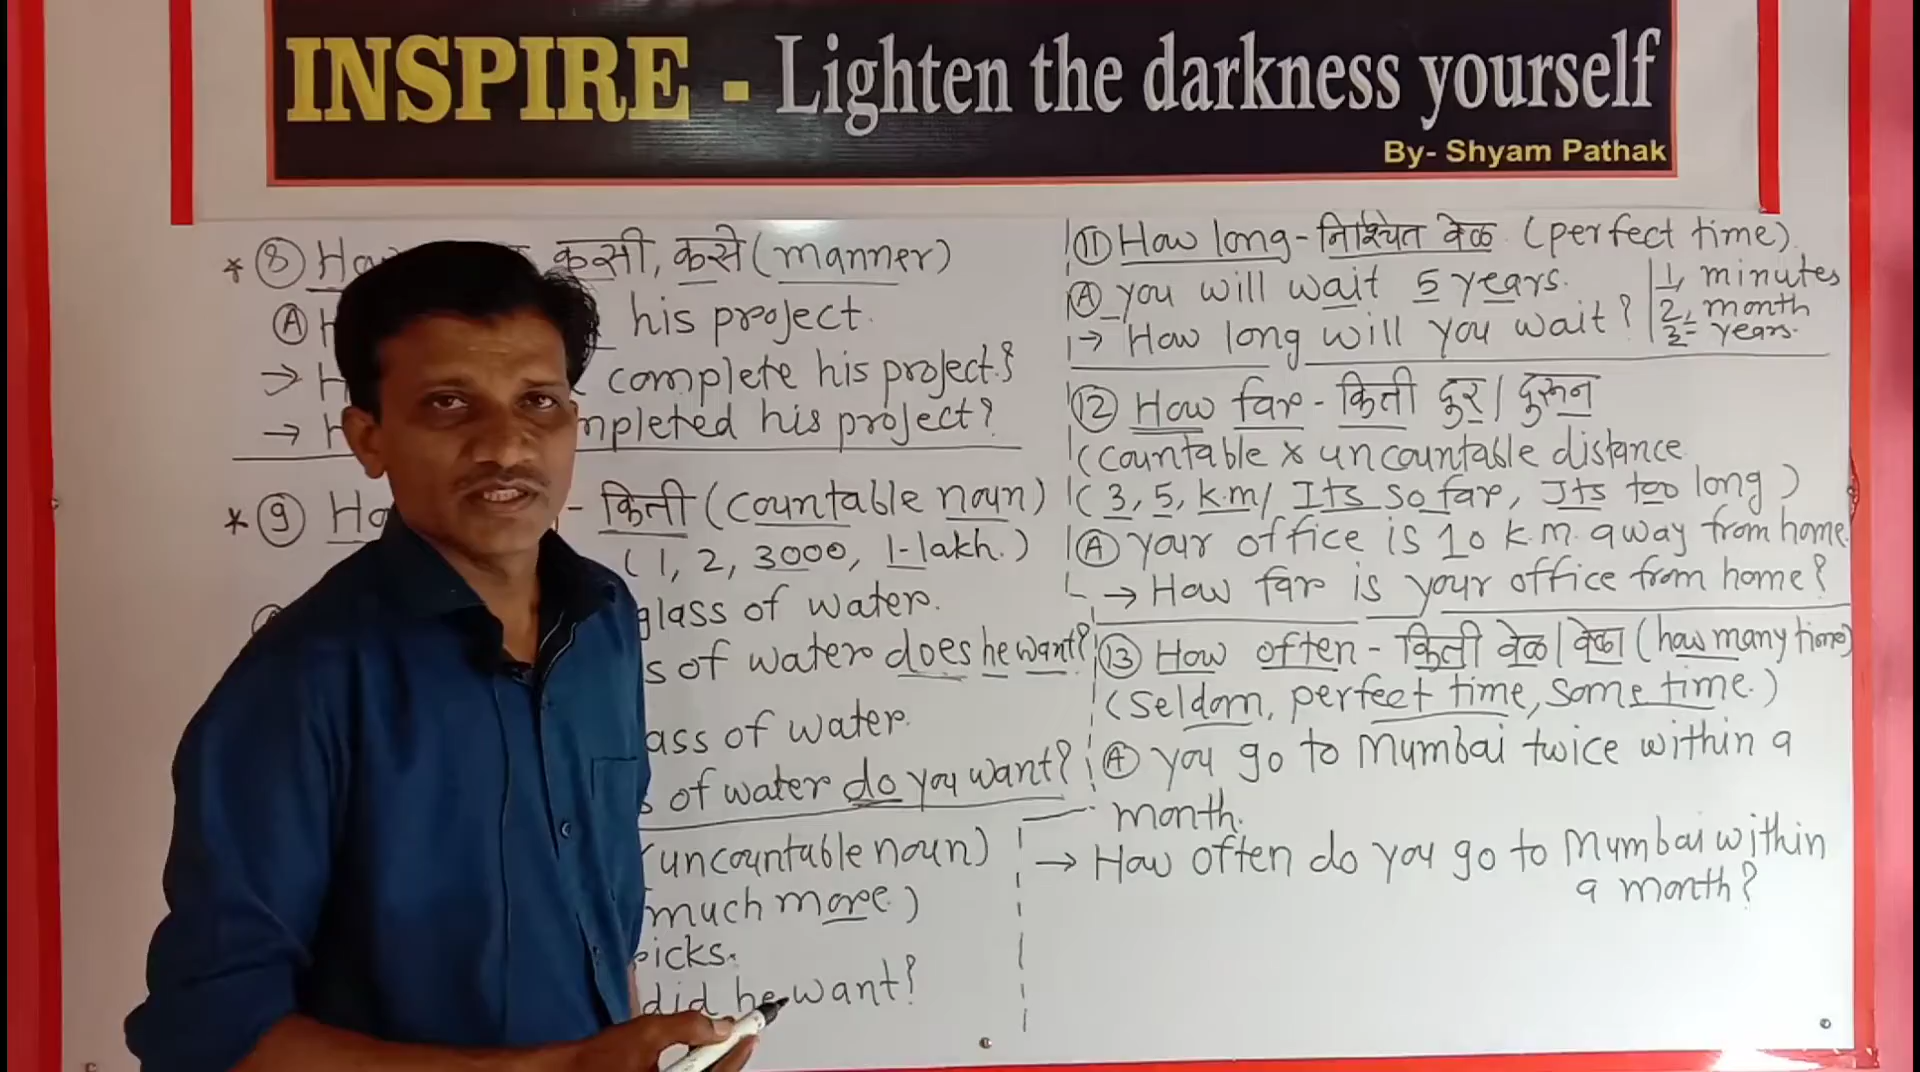 INSPIRE - Lighten the darkness yourself
By- Shyam Pathak
* ⑧ कसी, कसे (manner)
Ⓐ his project.
→ complete his project?
→ mpleted his project?
* ⑨ - किती (countable noun)
(1, 2, 3000, 1-lakh.)
glass of water.
s of water does he want?
ass of water.
s of water do you want?
(uncountable noun)
much more.)
did he want?
⑪ How long - निश्चित वेळ (perfect time).
Ⓐ you will wait 5 years.
→ How long will you wait?
1, minutes
2, month
3= years.
⑫ How far - किती दुर / दुरून
(countable x uncountable distance
(3, 5, k.m/ Its so far, Its too long)
Ⓐ your office is 10 k.m. away from home.
→ How far is your office from home?
⑬ How often - किती वेळ / वेळा (how many time)
(seldom, perfect time, some time.)
Ⓐ you go to Mumbai twice within a
month.
→ How often do you go to Mumbai within
a month?